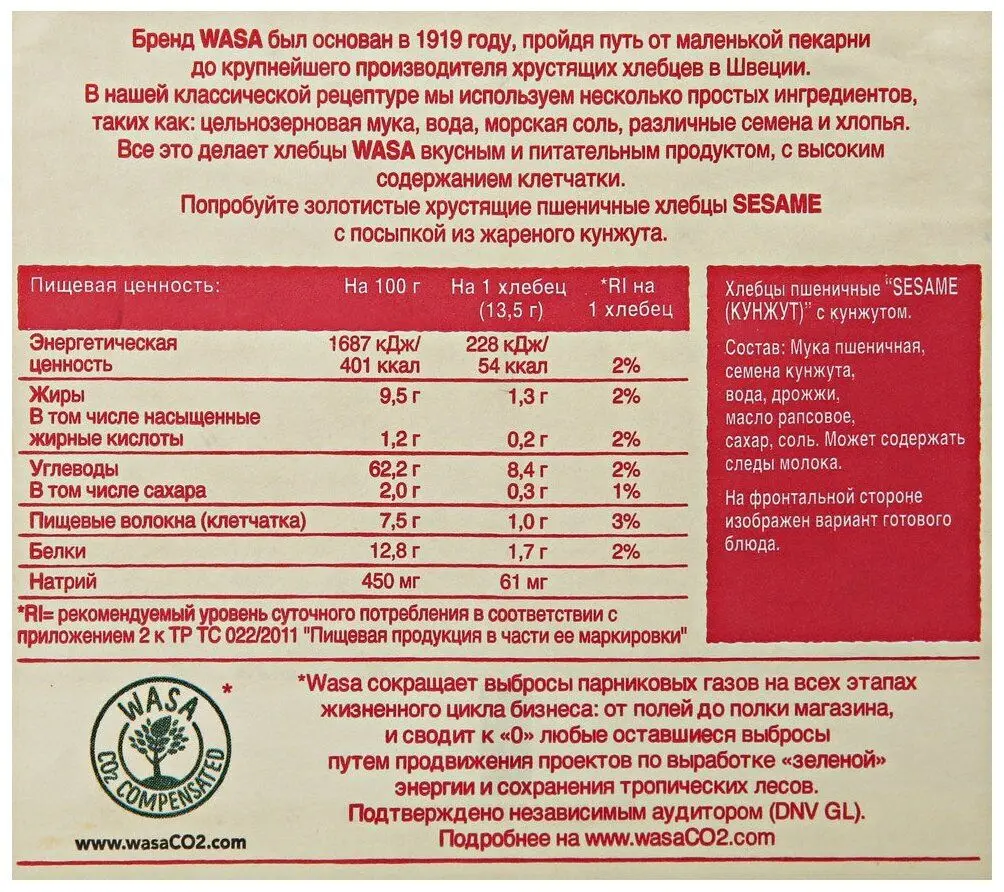 Бренд WASA был основан в 1919 году, пройдя путь от маленькой пекарни
до крупнейшего производителя хрустящих хлебцев в Швеции.
В нашей классической рецептуре мы используем несколько простых ингредиентов,
таких как: цельнозерновая мука, вода, морская соль, различные семена и хлопья.
Все это делает хлебцы WASA вкусным и питательным продуктом, с высоким
содержанием клетчатки.
Попробуйте золотистые хрустящие пшеничные хлебцы SESAME
с посыпкой из жареного кунжута.
Пищевая ценность: На 100 г На 1 хлебец *RI на
(13,5 г) 1 хлебец
Энергетическая 1687 кДж/ 228 кДж/
ценность 401 ккал 54 ккал 2%
Жиры 9,5 г 1,3 г 2%
В том числе насыщенные
жирные кислоты 1,2 г 0,2 г 2%
Углеводы 62,2 г 8,4 г 2%
В том числе сахара 2,0 г 0,3 г 1%
Пищевые волокна (клетчатка) 7,5 г 1,0 г 3%
Белки 12,8 г 1,7 г 2%
Натрий 450 мг 61 мг
*RI= рекомендуемый уровень суточного потребления в соответствии с
приложением 2 к ТР ТС 022/2011 "Пищевая продукция в части ее маркировки"
Хлебцы пшеничные "SESAME
(КУНЖУТ)" с кунжутом.
Состав: Мука пшеничная,
семена кунжута,
вода, дрожжи,
масло рапсовое,
сахар, соль. Может содержать
следы молока.
На фронтальной стороне
изображен вариант готового
блюда.
WASA *
CO2 COMPENSATED
www.wasaCO2.com
*Wasa сокращает выбросы парниковых газов на всех этапах
жизненного цикла бизнеса: от полей до полки магазина,
и сводит к «0» любые оставшиеся выбросы
путем продвижения проектов по выработке «зеленой»
энергии и сохранения тропических лесов.
Подтверждено независимым аудитором (DNV GL).
Подробнее на www.wasaCO2.com